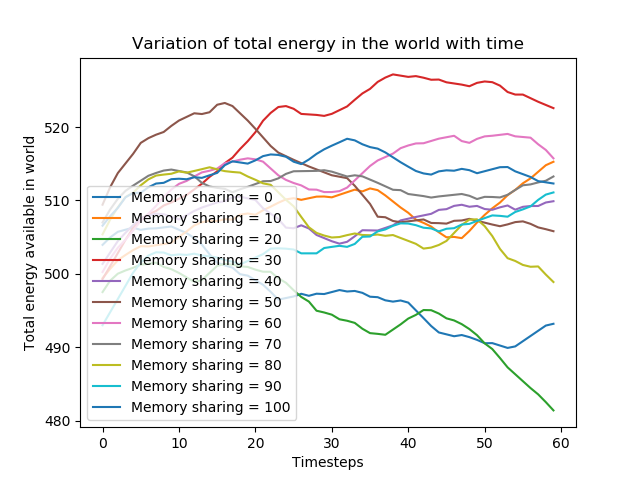 Variation of total energy in the world with time
Total energy available in world
520
510
500
490
480
Memory sharing = 0
Memory sharing = 10
Memory sharing = 20
Memory sharing = 30
Memory sharing = 40
Memory sharing = 50
Memory sharing = 60
Memory sharing = 70
Memory sharing = 80
Memory sharing = 90
Memory sharing = 100
0 10 20 30 40 50 60
Timesteps